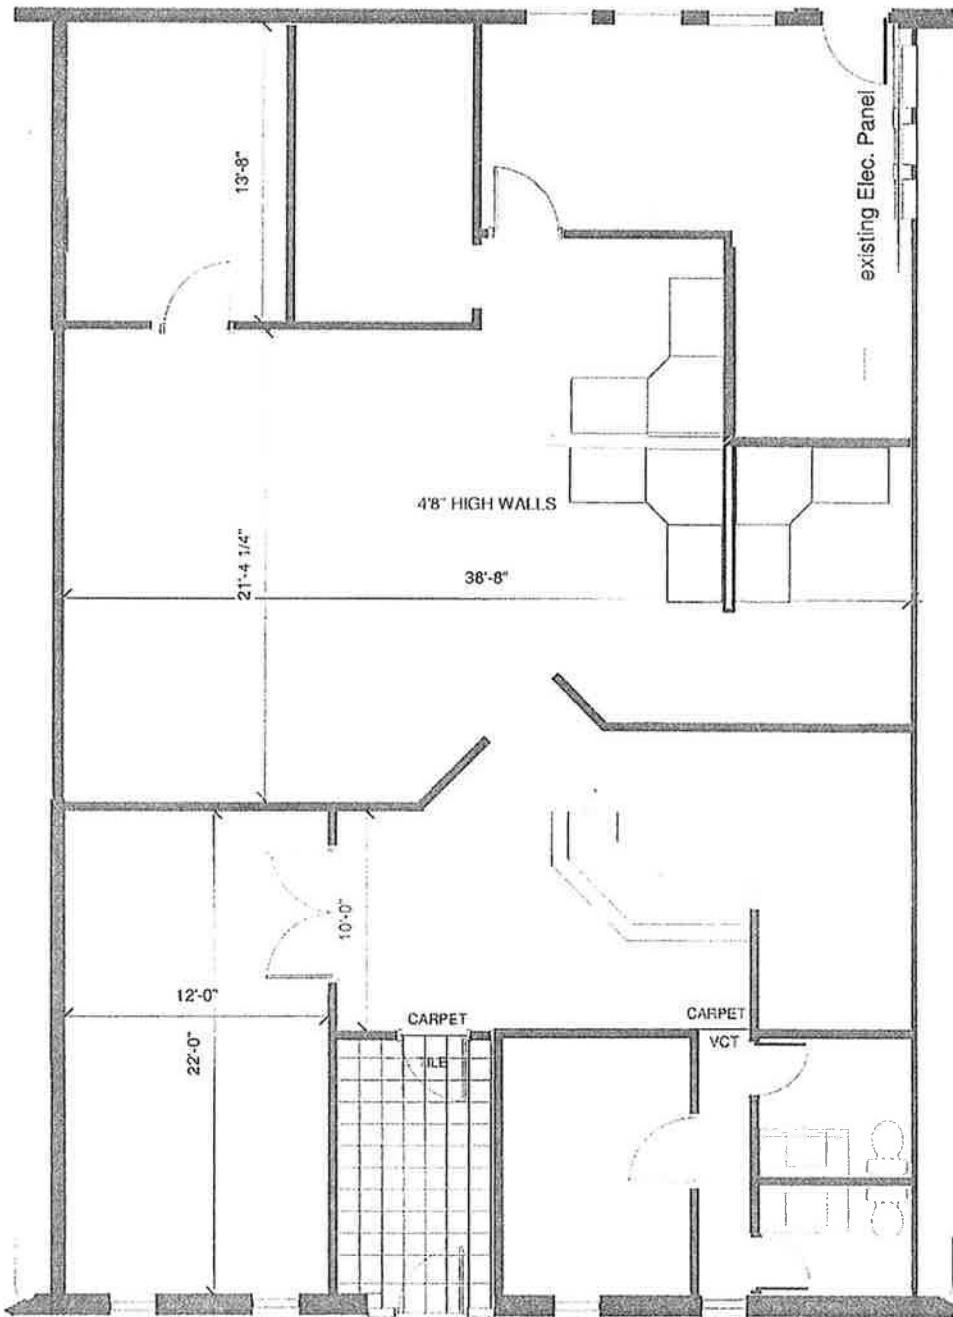 13'-8"
existing Elec. Panel
4'8" HIGH WALLS
21'-4 1/4"
38'-8"
10'-0"
12'-0"
22'-0"
CARPET
CARPET
VCT